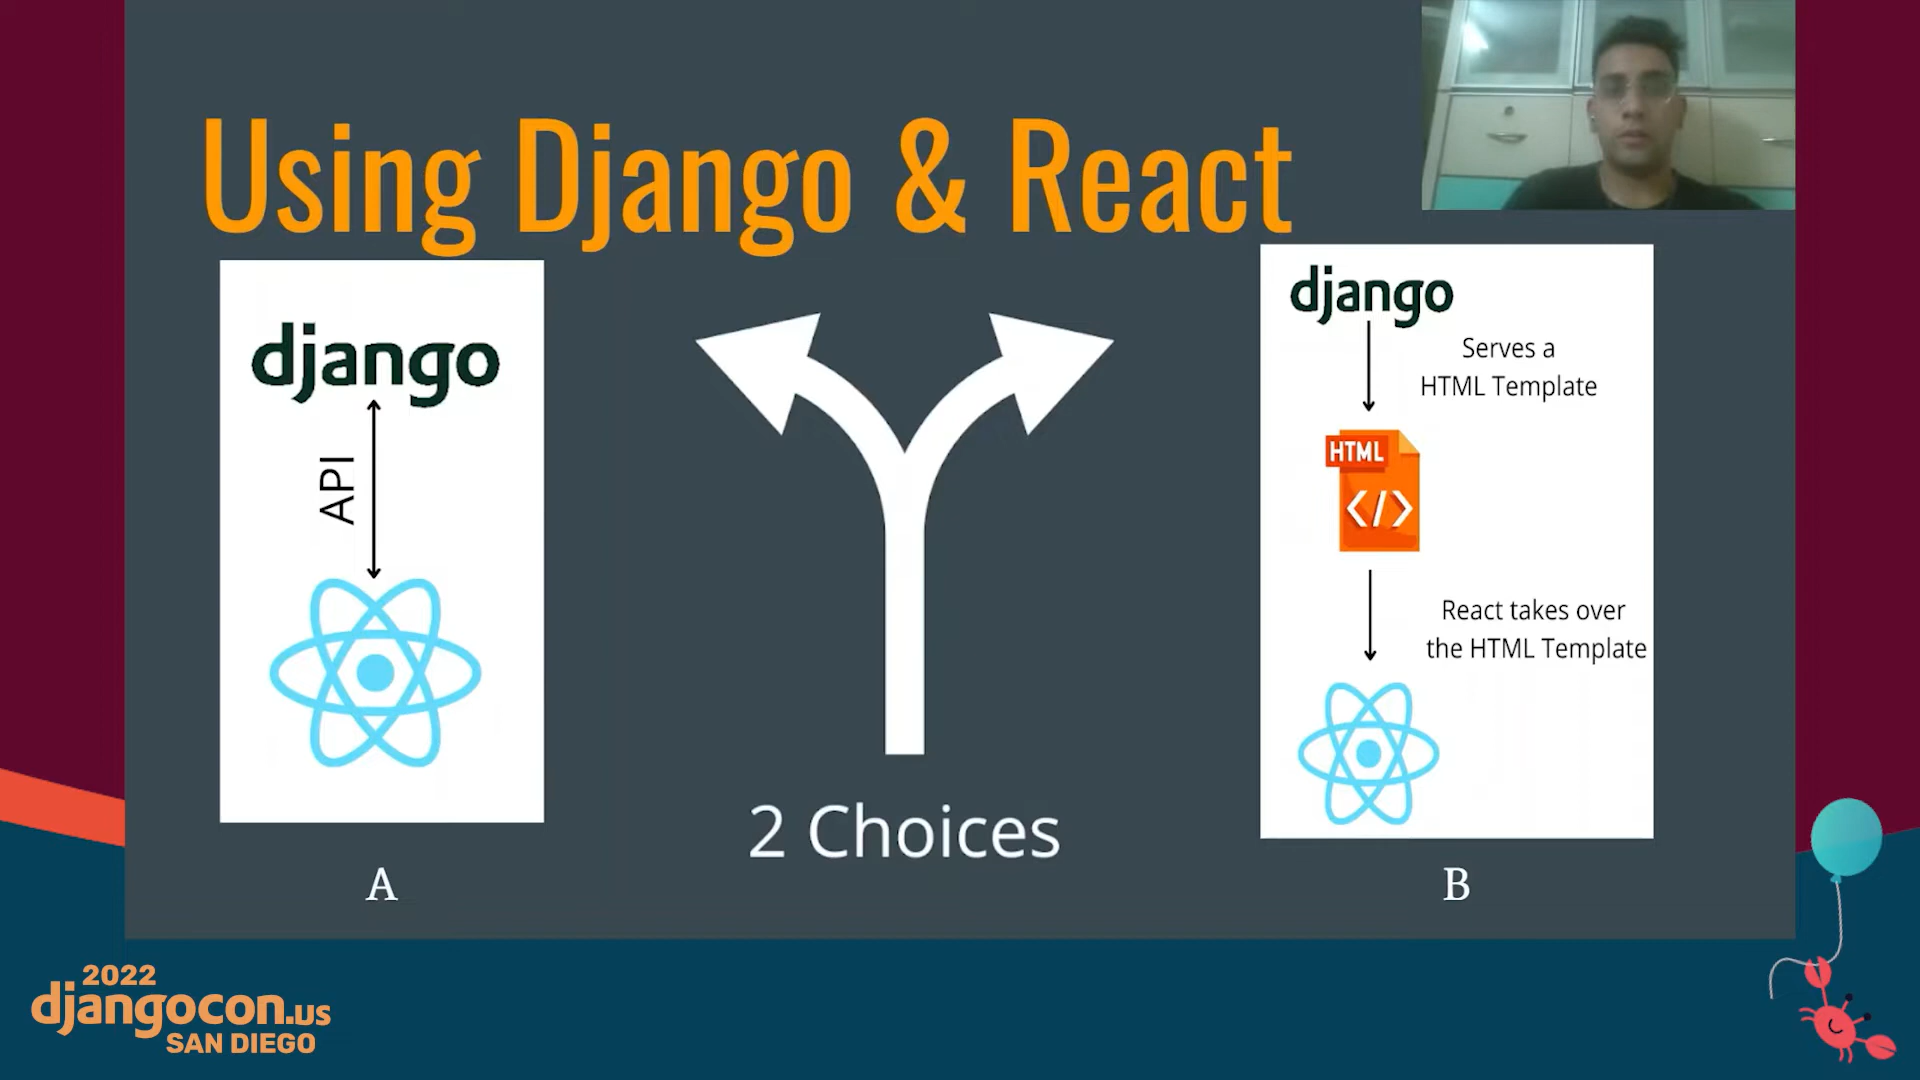 Using Django & React
django
API
A
2 Choices
django
Serves a
HTML Template
HTML
</>
React takes over
the HTML Template
B
2022
djangocon.us
SAN DIEGO